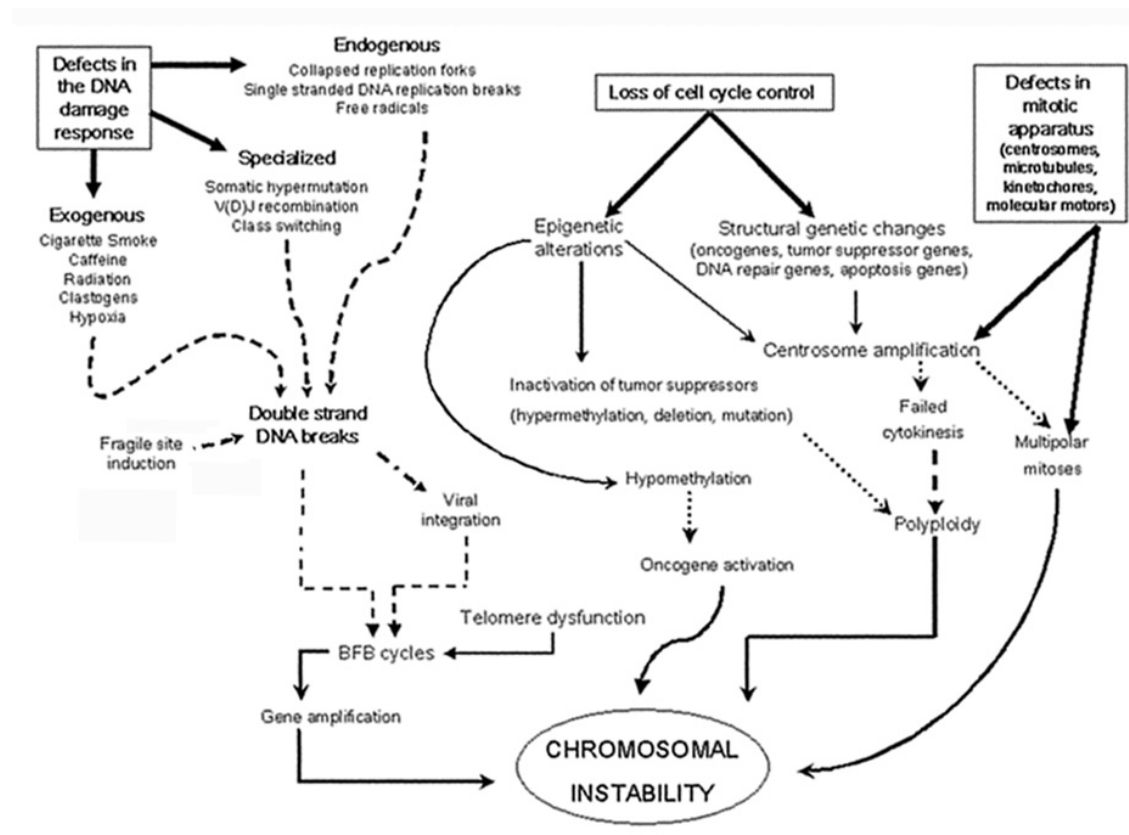 Defects in
the DNA
damage
response
Endogenous
Collapsed replication forks
Single stranded DNA replication breaks
Free radicals
Specialized
Somatic hypermutation
V(D)J recombination
Class switching
Exogenous
Cigarette Smoke
Caffeine
Radiation
Clastogens
Hypoxia
Loss of cell cycle control
Defects in
mitotic
apparatus
(centrosomes,
microtubules,
kinetochores,
molecular motors)
Epigenetic
alterations
Structural genetic changes
(oncogenes, tumor suppressor genes,
DNA repair genes, apoptosis genes)
Centrosome amplification
Inactivation of tumor suppressors
(hypermethylation, deletion, mutation)
Failed
cytokinesis
Multipolar
mitoses
Double strand
DNA breaks
Fragile site
induction
Viral
integration
Hypomethylation
Polyploidy
Oncogene activation
Telomere dysfunction
BFB cycles
Gene amplification
CHROMOSOMAL
INSTABILITY